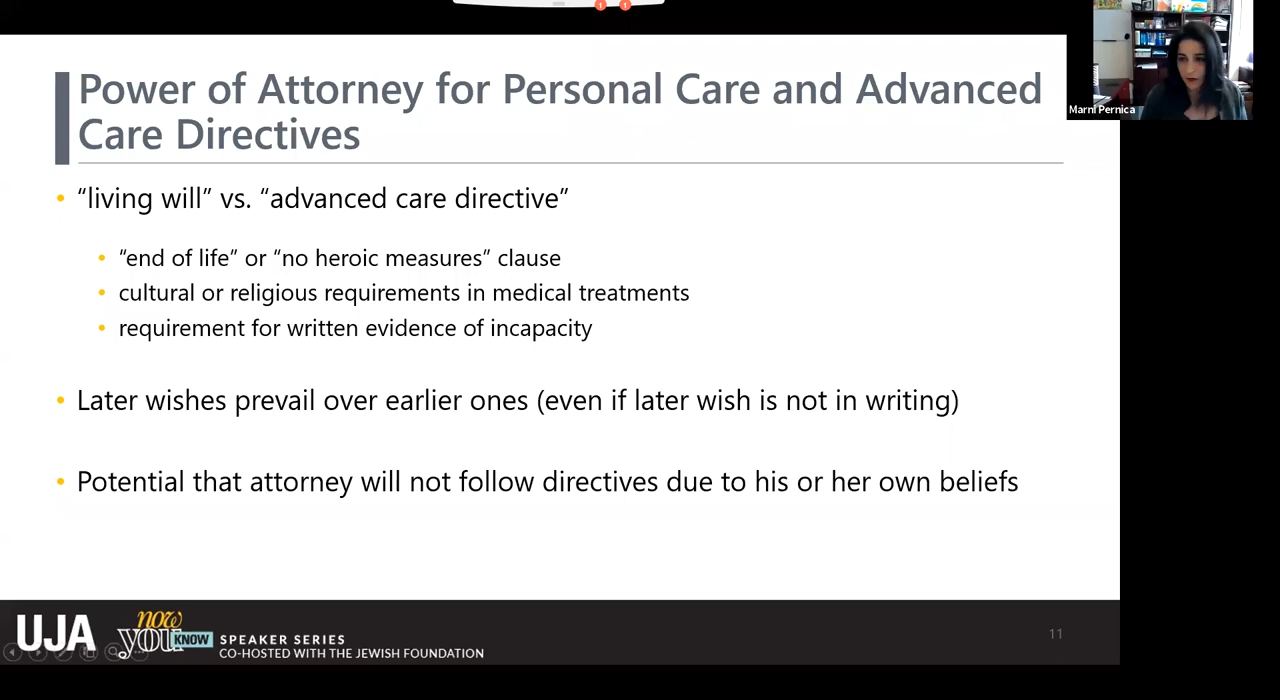 Power of Attorney for Personal Care and Advanced
Care Directives
“living will” vs. “advanced care directive”
“end of life” or “no heroic measures” clause
cultural or religious requirements in medical treatments
requirement for written evidence of incapacity
Later wishes prevail over earlier ones (even if later wish is not in writing)
Potential that attorney will not follow directives due to his or her own beliefs
Marni Pernica
UJA
now
you KNOW
SPEAKER SERIES
CO-HOSTED WITH THE JEWISH FOUNDATION
11